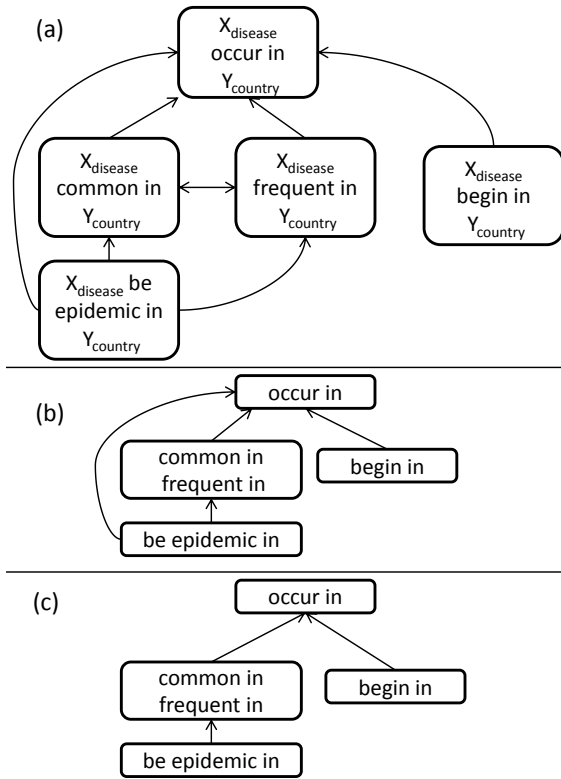 (a)
X disease
occur in
Y country
X disease
common in
Y country
X disease
frequent in
Y country
X disease
begin in
Y country
X disease be
epidemic in
Y country
(b)
occur in
common in
frequent in
begin in
be epidemic in
(c)
occur in
common in
frequent in
begin in
be epidemic in